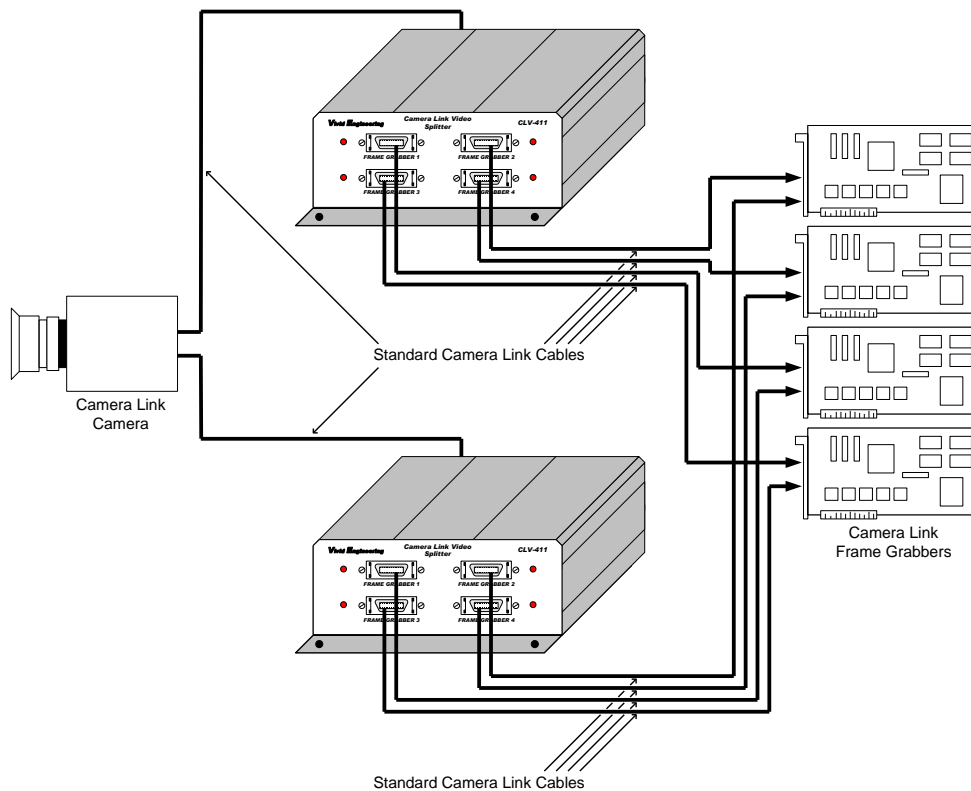 Vivid Engineering
Camera Link Video
Splitter
CLV-411
FRAME GRABBER 1
FRAME GRABBER 2
FRAME GRABBER 3
FRAME GRABBER 4
Standard Camera Link Cables
Camera Link
Camera
Vivid Engineering
Camera Link Video
Splitter
CLV-411
FRAME GRABBER 1
FRAME GRABBER 2
FRAME GRABBER 3
FRAME GRABBER 4
Camera Link
Frame Grabbers
Standard Camera Link Cables